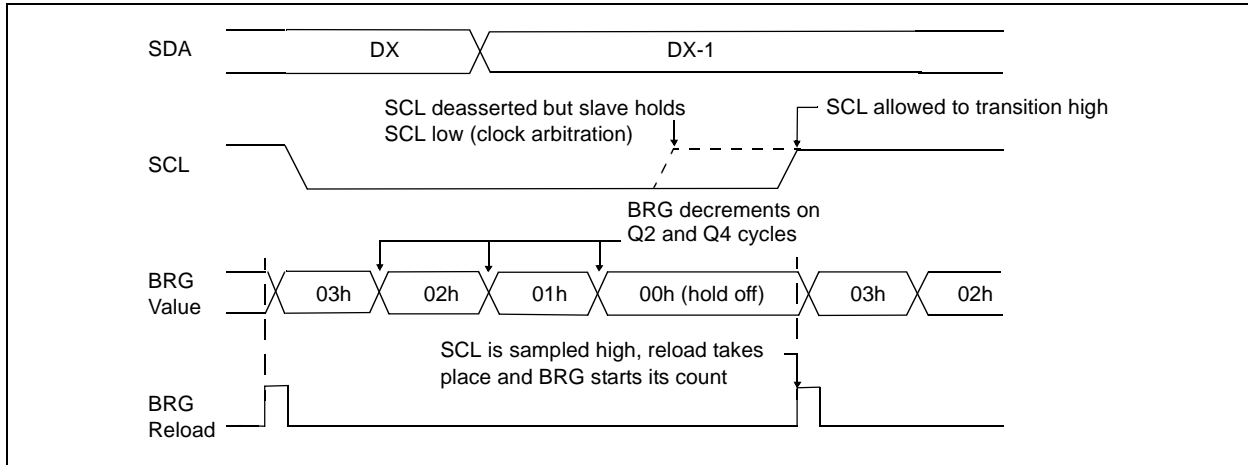 SDA
DX
DX-1
SCL deasserted but slave holds
SCL low (clock arbitration)
SCL allowed to transition high
SCL
BRG decrements on
Q2 and Q4 cycles
BRG
Value
03h
02h
01h
00h (hold off)
03h
02h
SCL is sampled high, reload takes
place and BRG starts its count
BRG
Reload